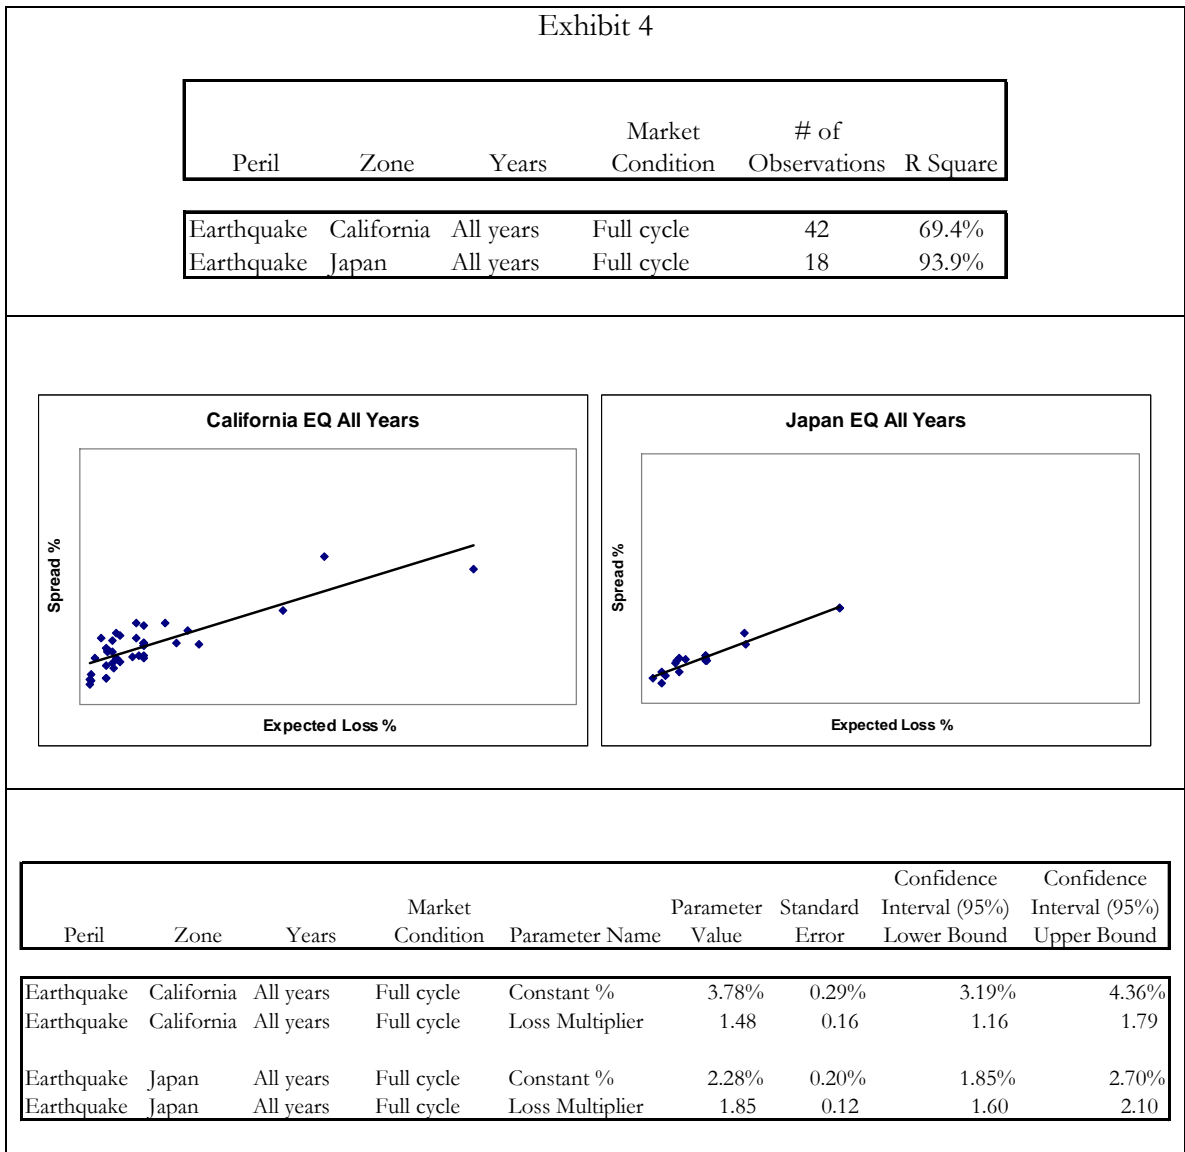 Exhibit 4
Market # of
Peril Zone Years Condition Observations R Square
Earthquake California All years Full cycle 42 69.4%
Earthquake Japan All years Full cycle 18 93.9%
California EQ All Years
Spread %
Expected Loss %
Japan EQ All Years
Spread %
Expected Loss %
Confidence Confidence
Market Parameter Standard Interval (95%) Interval (95%)
Peril Zone Years Condition Parameter Name Value Error Lower Bound Upper Bound
Earthquake California All years Full cycle Constant % 3.78% 0.29% 3.19% 4.36%
Earthquake California All years Full cycle Loss Multiplier 1.48 0.16 1.16 1.79
Earthquake Japan All years Full cycle Constant % 2.28% 0.20% 1.85% 2.70%
Earthquake Japan All years Full cycle Loss Multiplier 1.85 0.12 1.60 2.10